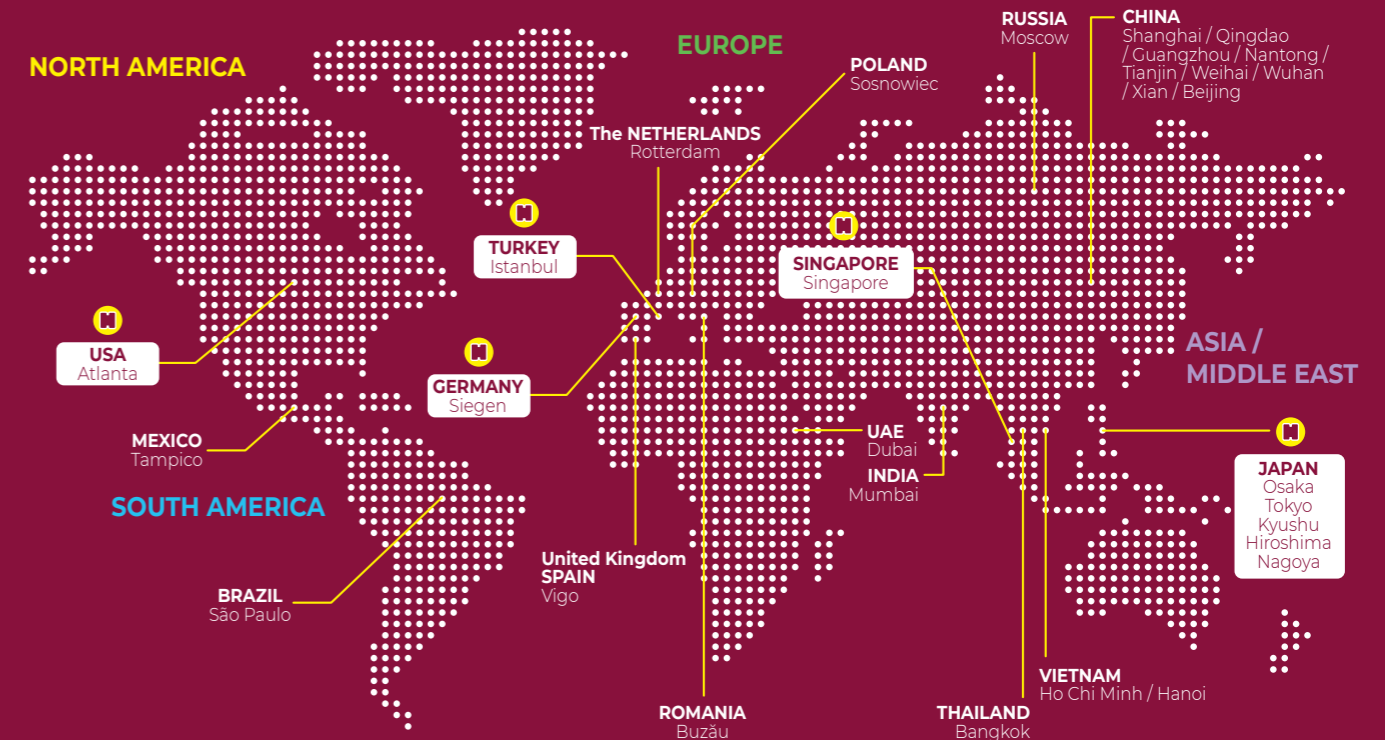 NORTH AMERICA
EUROPE
RUSSIA
Moscow
CHINA
Shanghai / Qingdao
/ Guangzhou / Nantong /
Tianjin / Weihai / Wuhan
/ Xian / Beijing
POLAND
Sosnowiec
The NETHERLANDS
Rotterdam
TURKEY
Istanbul
SINGAPORE
Singapore
USA
Atlanta
GERMANY
Siegen
ASIA /
MIDDLE EAST
MEXICO
Tampico
UAE
Dubai
INDIA
Mumbai
JAPAN
Osaka
Tokyo
Kyushu
Hiroshima
Nagoya
SOUTH AMERICA
United Kingdom
SPAIN
Vigo
BRAZIL
São Paulo
VIETNAM
Ho Chi Minh / Hanoi
ROMANIA
Buzău
THAILAND
Bangkok